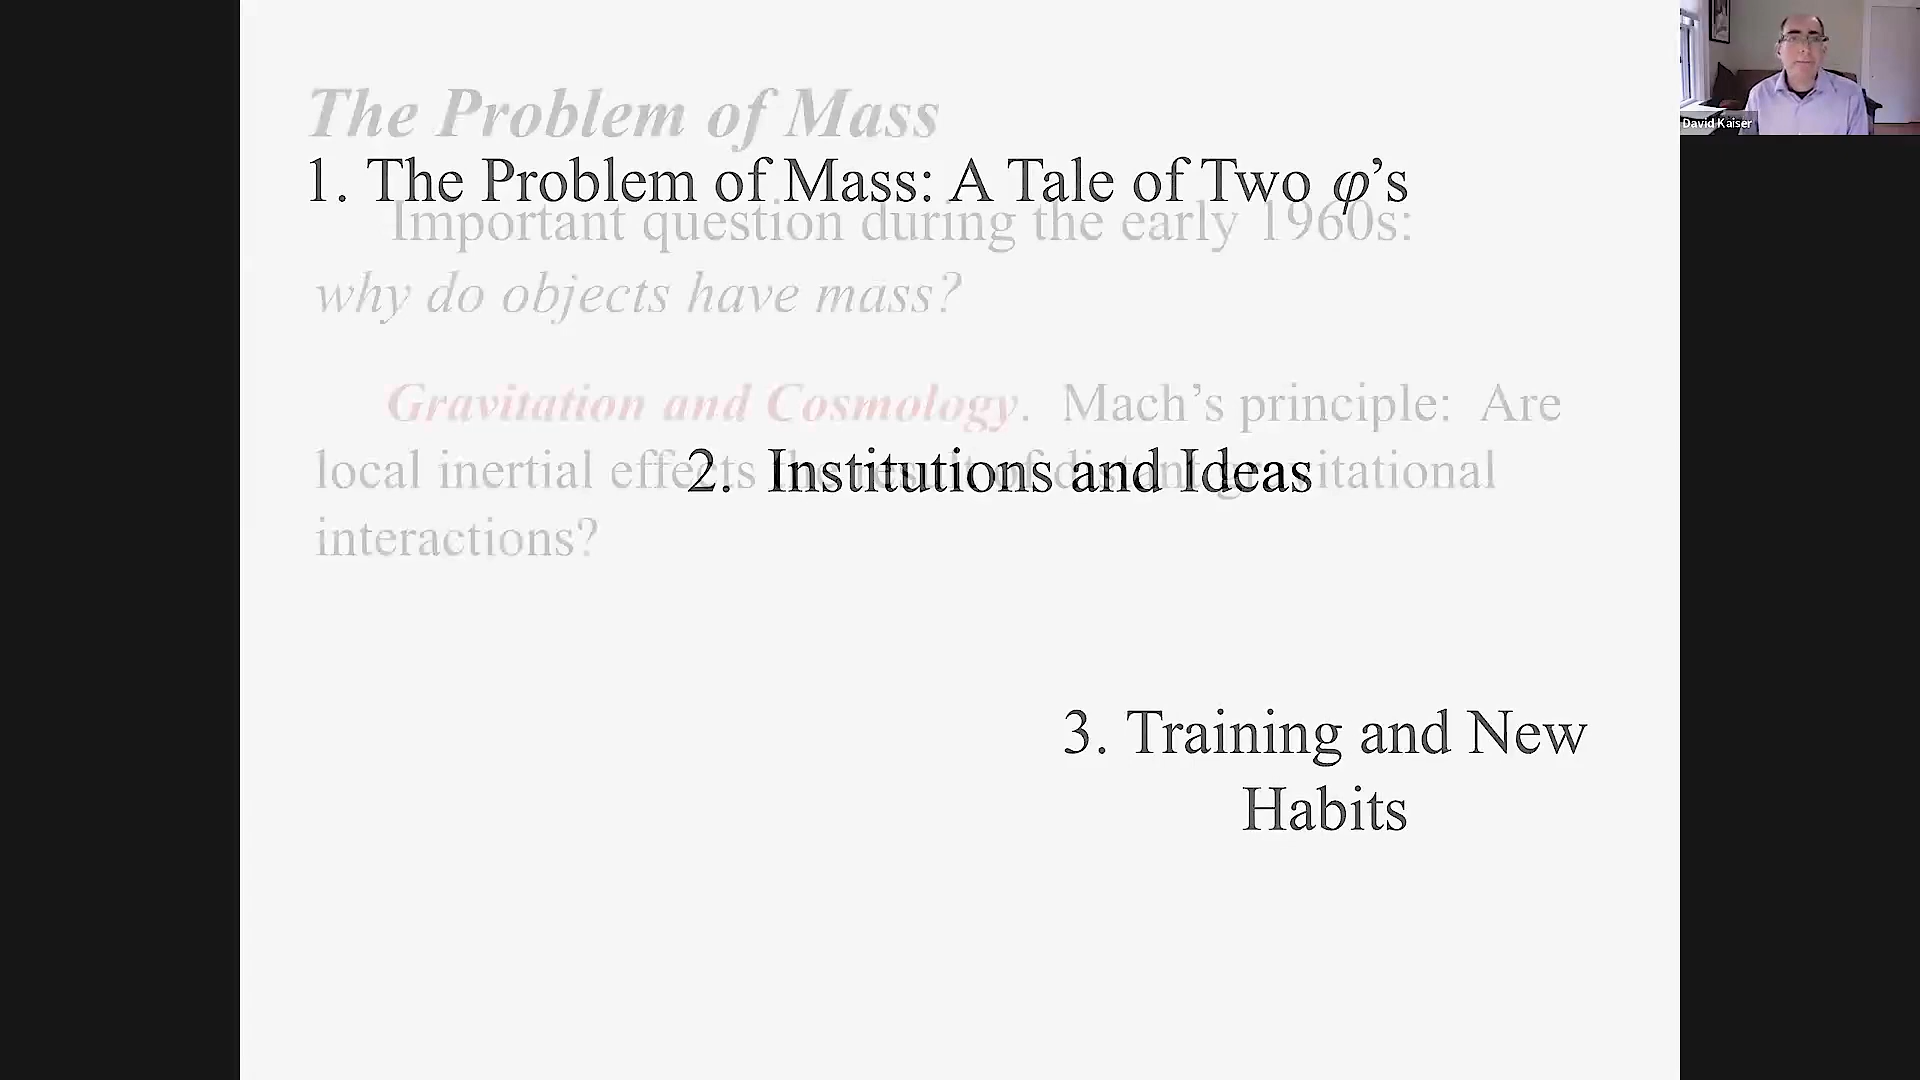 The Problem of Mass
1. The Problem of Mass: A Tale of Two φ's
Important question during the early 1960s:
why do objects have mass?
Gravitation and Cosmology. Mach's principle: Are
local inertial effects the result of distant gravitational
2. Institutions and Ideas
interactions?
3. Training and New
Habits
David Kaiser